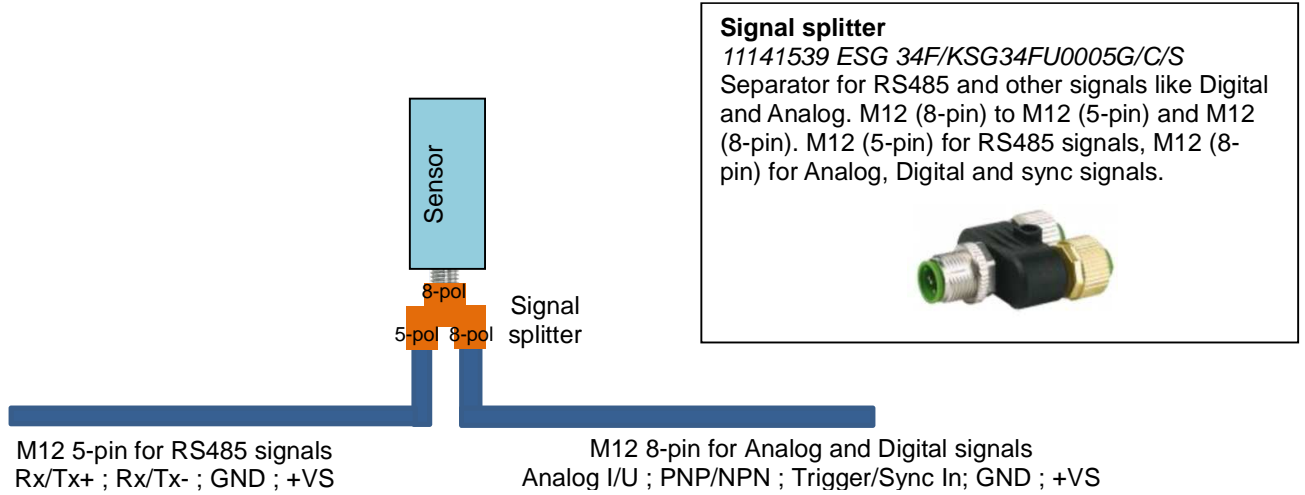 Signal splitter
11141539 ESG 34F/KSG34FU0005G/C/S
Separator for RS485 and other signals like Digital
and Analog. M12 (8-pin) to M12 (5-pin) and M12
(8-pin). M12 (5-pin) for RS485 signals, M12 (8-
pin) for Analog, Digital and sync signals.
Sensor
8-pol
Signal
splitter
5-pol 8-pol
M12 5-pin for RS485 signals
Rx/Tx+ ; Rx/Tx- ; GND ; +VS
M12 8-pin for Analog and Digital signals
Analog I/U ; PNP/NPN ; Trigger/Sync In; GND ; +VS